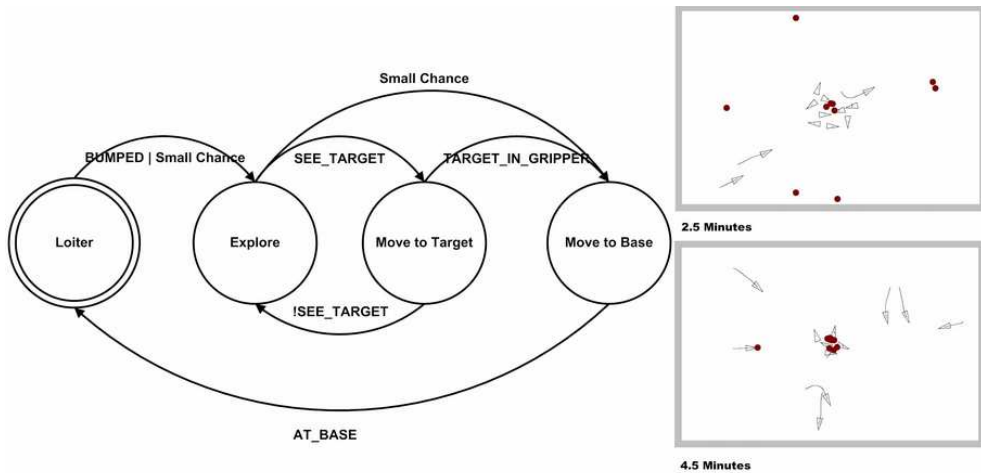 Small Chance
BUMPED | Small Chance
SEE_TARGET
TARGET_IN_GRIPPER
Loiter
Explore
Move to Target
Move to Base
!SEE_TARGET
AT_BASE
2.5 Minutes
4.5 Minutes